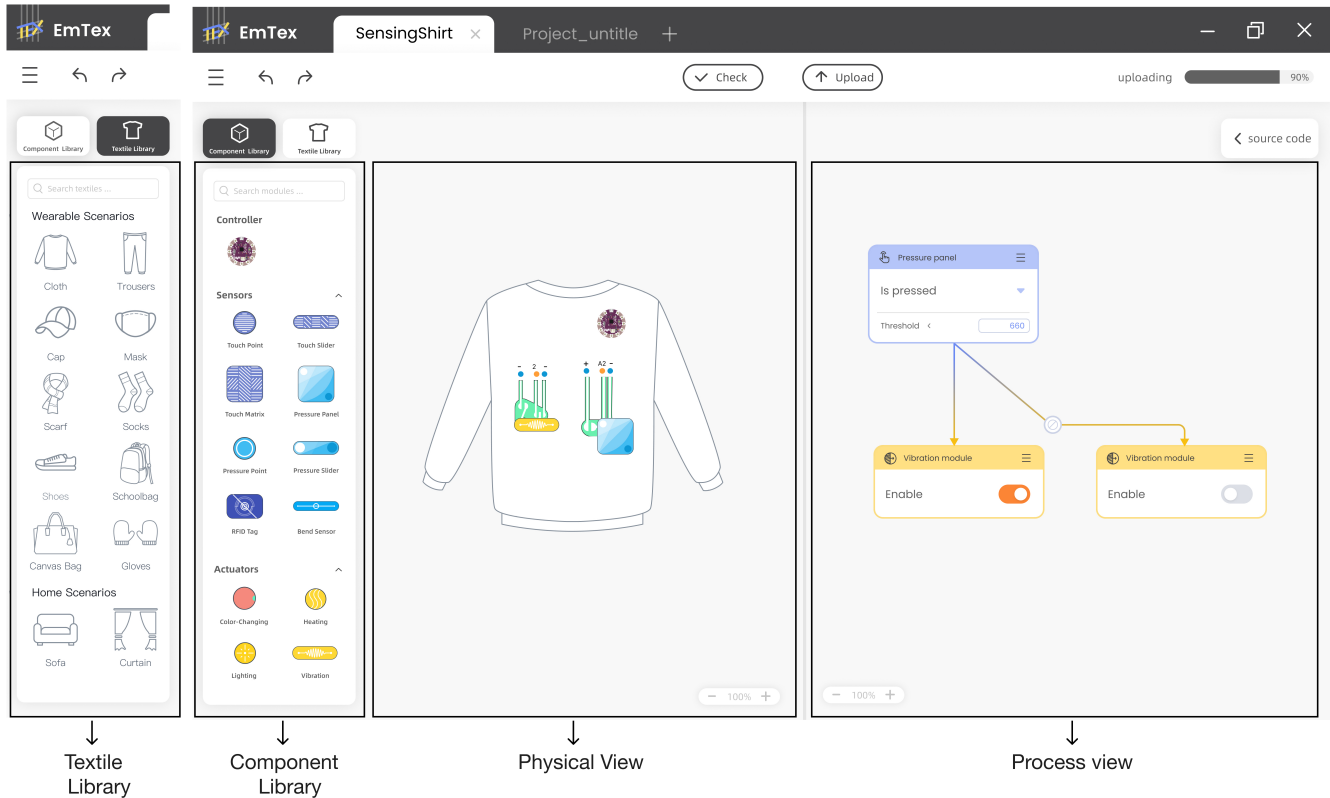 EmTex
EmTex
SensingShirt
Project_untitle
Check
Upload
uploading
90%
Component Library
Textile Library
Search textiles ...
Wearable Scenarios
Cloth
Trousers
Cap
Mask
Scarf
Socks
Shoes
Schoolbag
Canvas Bag
Gloves
Home Scenarios
Sofa
Curtain
Component Library
Textile Library
Search modules ...
Controller
Sensors
Touch Point
Touch Slider
Touch Matrix
Pressure Panel
Pressure Point
Pressure Slider
RFID Tag
Bend Sensor
Actuators
Color-Changing
Heating
Lighting
Vibration
- 2 -
+ A2 -
− 100% +
source code
Pressure panel
Is pressed
Threshold < 660
Vibration module
Enable
Vibration module
Enable
− 100% +
Textile
Library
Component
Library
Physical View
Process view